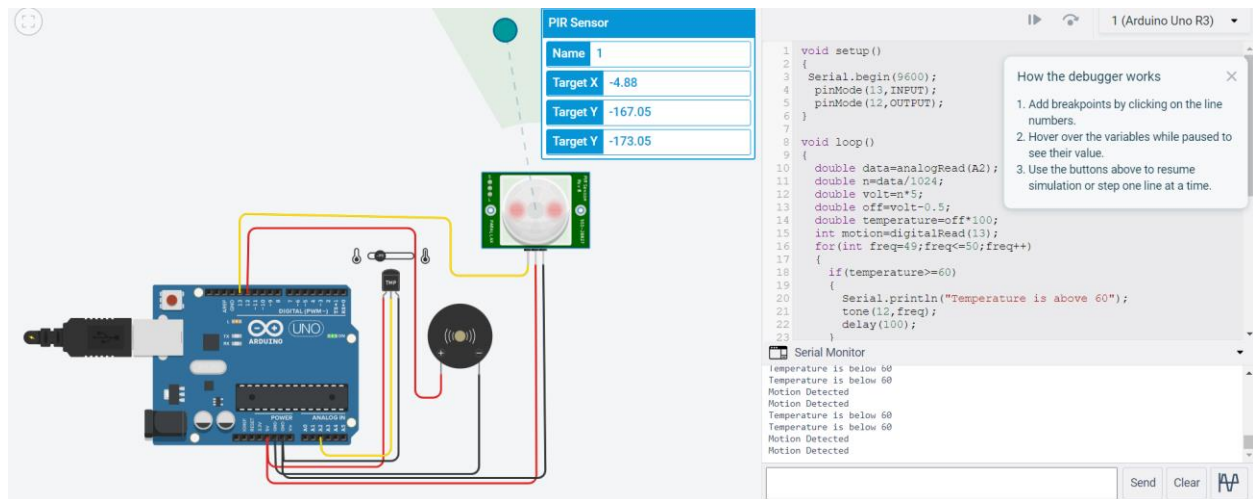 PIR Sensor
Name 1
Target X -4.88
Target Y -167.05
Target Y -173.05
TMP
DIGITAL (PWM~)
UNO
ARDUINO
POWER
ANALOG IN
1 (Arduino Uno R3)
1 void setup()
2 {
3 Serial.begin(9600);
4 pinMode(13,INPUT);
5 pinMode(12,OUTPUT);
6 }
7
8 void loop()
9 {
10 double data=analogRead(A2);
11 double n=data/1024;
12 double volt=n*5;
13 double off=volt-0.5;
14 double temperature=off*100;
15 int motion=digitalRead(13);
16 for(int freq=49;freq<=50;freq++)
17 {
18 if(temperature>=60)
19 {
20 Serial.println("Temperature is above 60");
21 tone(12,freq);
22 delay(100);
23 }
How the debugger works
1. Add breakpoints by clicking on the line
numbers.
2. Hover over the variables while paused to
see their value.
3. Use the buttons above to resume
simulation or step one line at a time.
Serial Monitor
Temperature is below 60
Temperature is below 60
Motion Detected
Motion Detected
Temperature is below 60
Temperature is below 60
Motion Detected
Motion Detected
Send
Clear